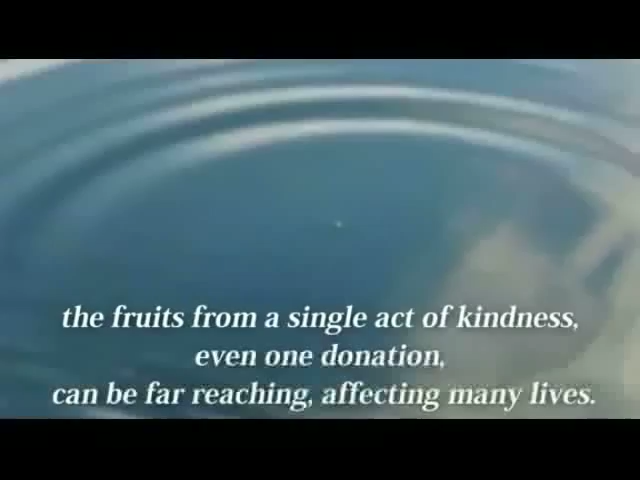 the fruits from a single act of kindness,
even one donation,
can be far reaching, affecting many lives.